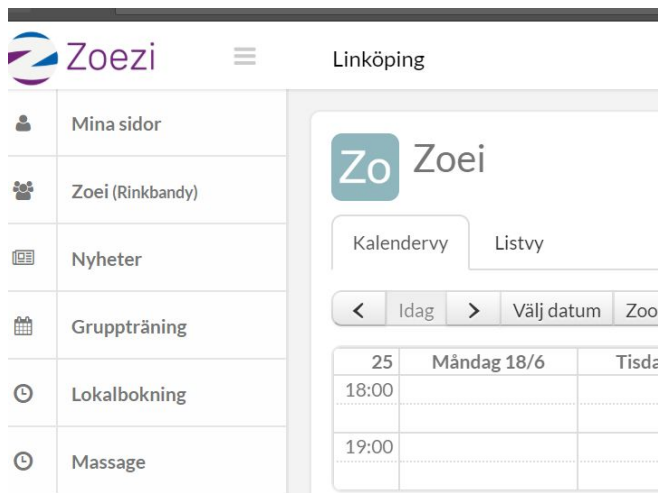 Zoezi
Linköping
Mina sidor
Zoei (Rinkbandy)
Nyheter
Gruppträning
Lokalbokning
Massage
Zo Zoei
Kalendervy Listvy
Idag Välj datum
25 Måndag 18/6
18:00
19:00